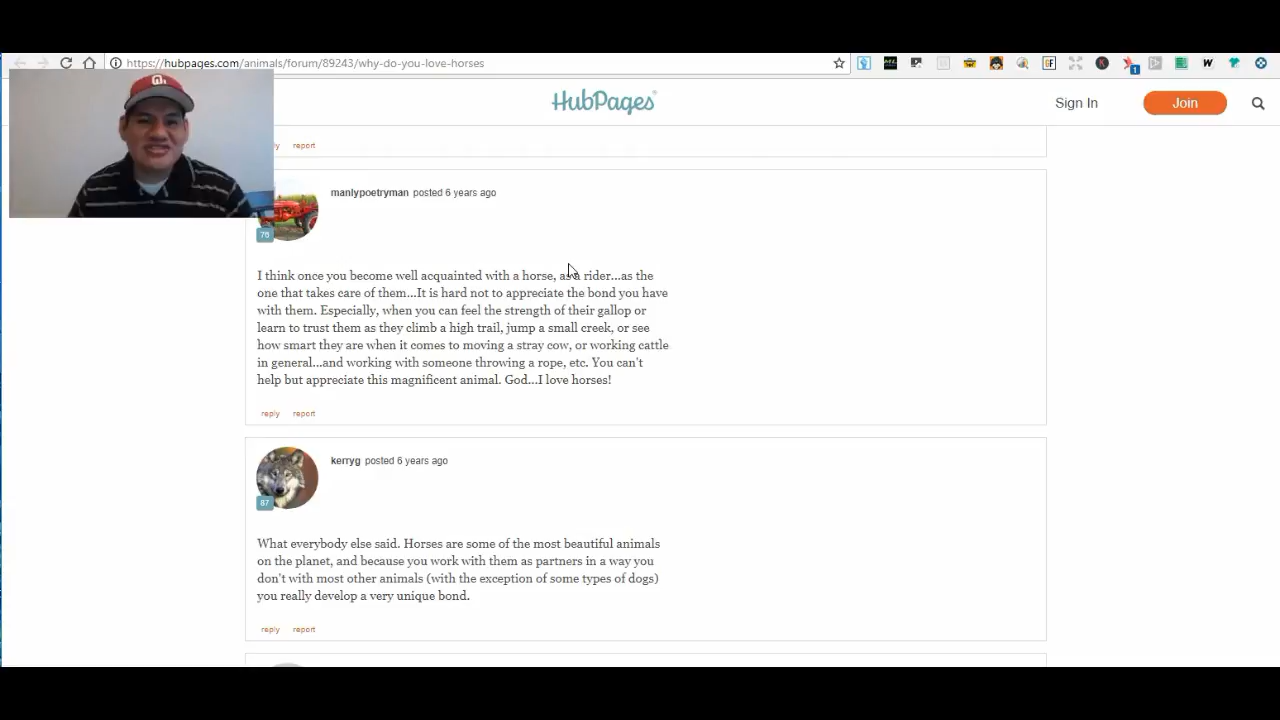 https://hubpages.com/animals/forum/89243/why-do-you-love-horses
HubPages
Sign In
Join
report
manlypoetryman posted 6 years ago
76
I think once you become well acquainted with a horse, as a rider...as the
one that takes care of them...It is hard not to appreciate the bond you have
with them. Especially, when you can feel the strength of their gallop or
learn to trust them as they climb a high trail, jump a small creek, or see
how smart they are when it comes to moving a stray cow, or working cattle
in general...and working with someone throwing a rope, etc. You can't
help but appreciate this magnificent animal. God...I love horses!
reply report
kerryg posted 6 years ago
87
What everybody else said. Horses are some of the most beautiful animals
on the planet, and because you work with them as partners in a way you
don't with most other animals (with the exception of some types of dogs)
you really develop a very unique bond.
reply report